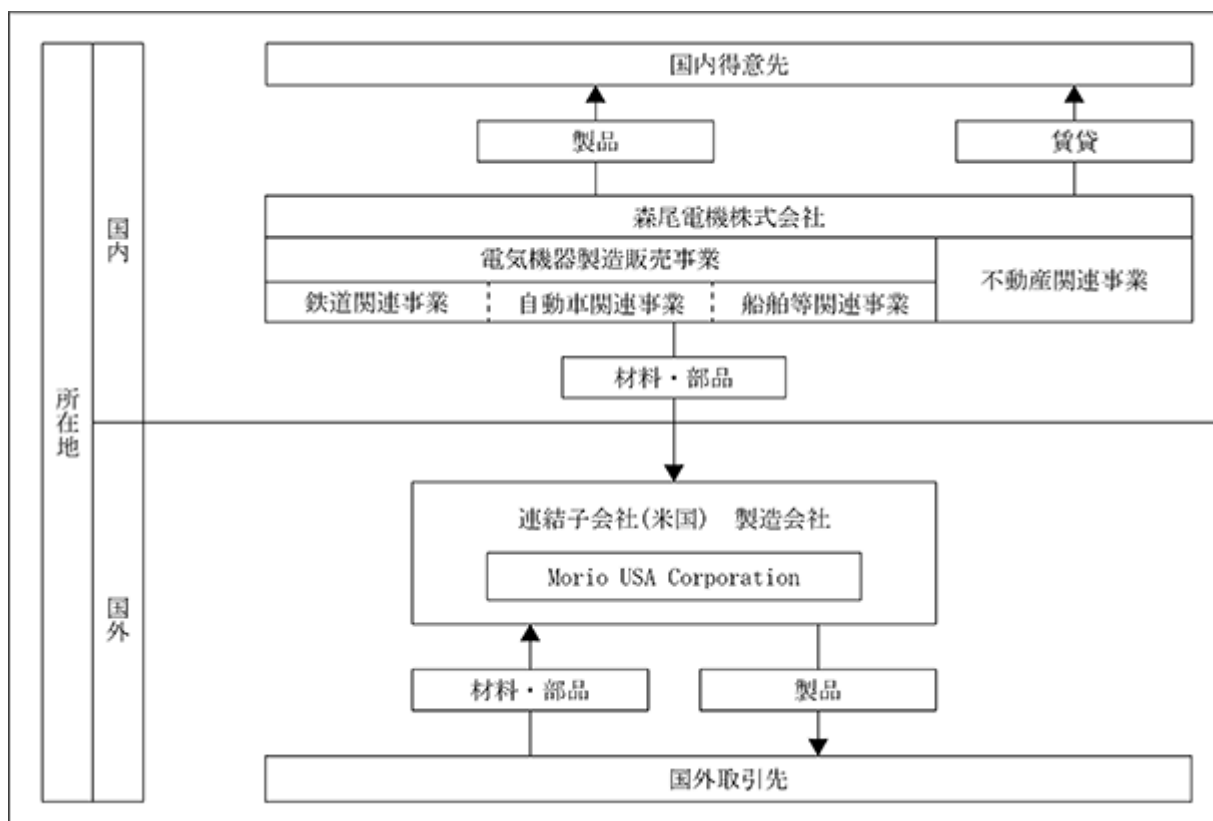 国内得意先
製品
賃貸
森尾電機株式会社
電気機器製造販売事業
不動産関連事業
鉄道関連事業
自動車関連事業
船舶等関連事業
国内
材料・部品
所在地
連結子会社(米国) 製造会社
Morio USA Corporation
国外
材料・部品
製品
国外取引先